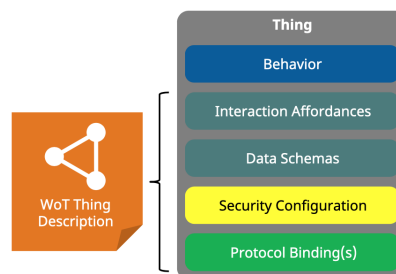 Thing
Behavior
Interaction Affordances
Data Schemas
WoT Thing
Description
Security Configuration
Protocol Binding(s)